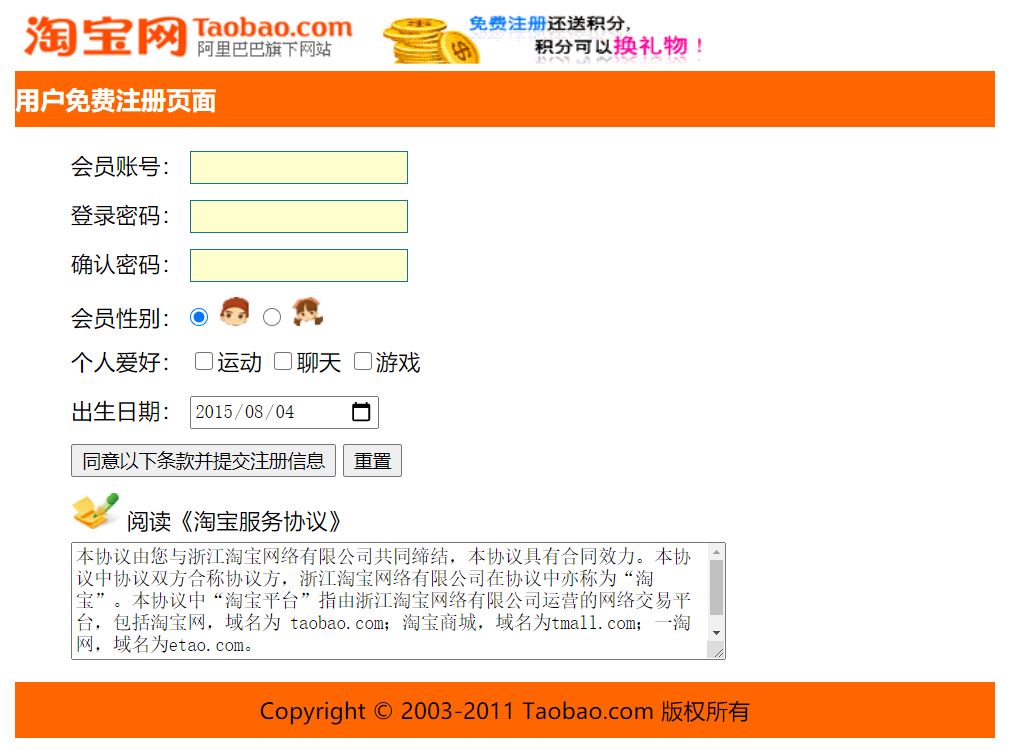 淘宝网 Taobao.com
阿里巴巴旗下网站
免费注册还送积分，
积分可以换礼物！
用户免费注册页面
会员账号：
登录密码：
确认密码：
会员性别：
个人爱好： 运动 聊天 游戏
出生日期： 2015/08/04
同意以下条款并提交注册信息 重置
阅读《淘宝服务协议》
本协议由您与浙江淘宝网络有限公司共同缔结，本协议具有合同效力。本协
议中协议双方合称协议方，浙江淘宝网络有限公司在协议中亦称为“淘
宝”。本协议中“淘宝平台”指由浙江淘宝网络有限公司运营的网络交易平
台，包括淘宝网，域名为 taobao.com；淘宝商城，域名为tmall.com；一淘
网，域名为etao.com。
Copyright © 2003-2011 Taobao.com 版权所有